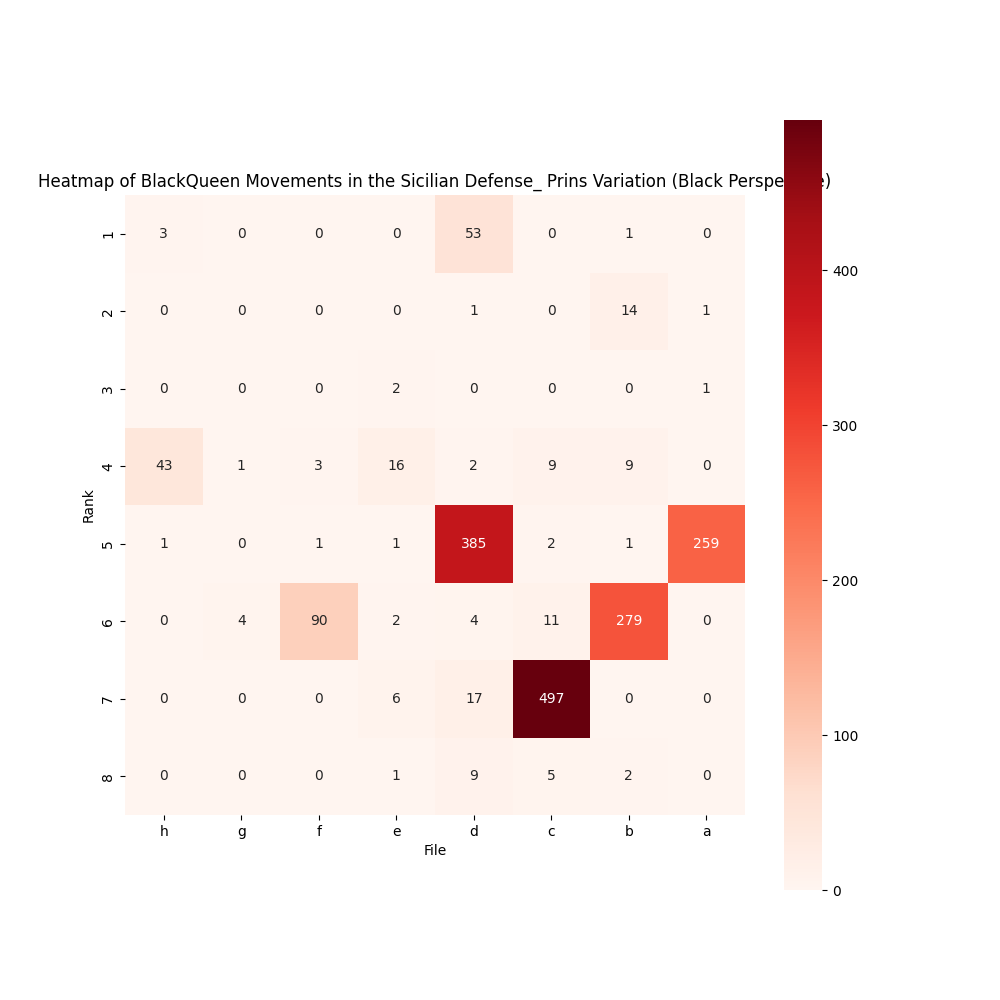 Heatmap of BlackQueen Movements in the Sicilian Defense_ Prins Variation (Black Perspe e)
1 3 0 0 0 53 0 1 0
2 0 0 0 0 1 0 14 1
3 0 0 0 2 0 0 0 1
4 43 1 3 16 2 9 9 0
5 1 0 1 1 385 2 1 259
6 0 4 90 2 4 11 279 0
7 0 0 0 6 17 497 0 0
8 0 0 0 1 9 5 2 0
h g f e d c b a
File
Rank
400
300
200
100
0